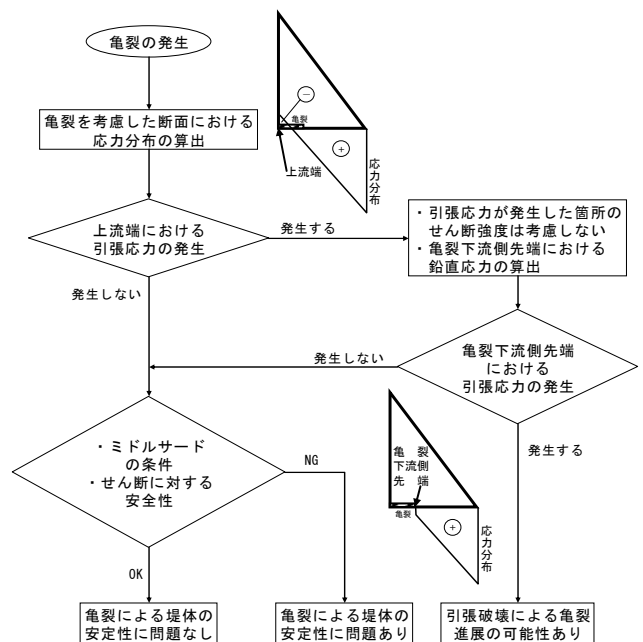 亀裂の発生
亀裂を考慮した断面における
応力分布の算出
−
亀裂
+
上流端
応力分布
上流端における
引張応力の発生
発生する
・引張応力が発生した箇所の
せん断強度は考慮しない
・亀裂下流側先端における
鉛直応力の算出
発生しない
発生しない
亀裂下流側先端
における
引張応力の発生
・ミドルサード
の条件
・せん断に対する
安全性
NG
亀裂
下流側
先端
亀裂
+
応力分布
発生する
OK
亀裂による堤体の
安定性に問題なし
亀裂による堤体の
安定性に問題あり
引張破壊による亀裂
進展の可能性あり